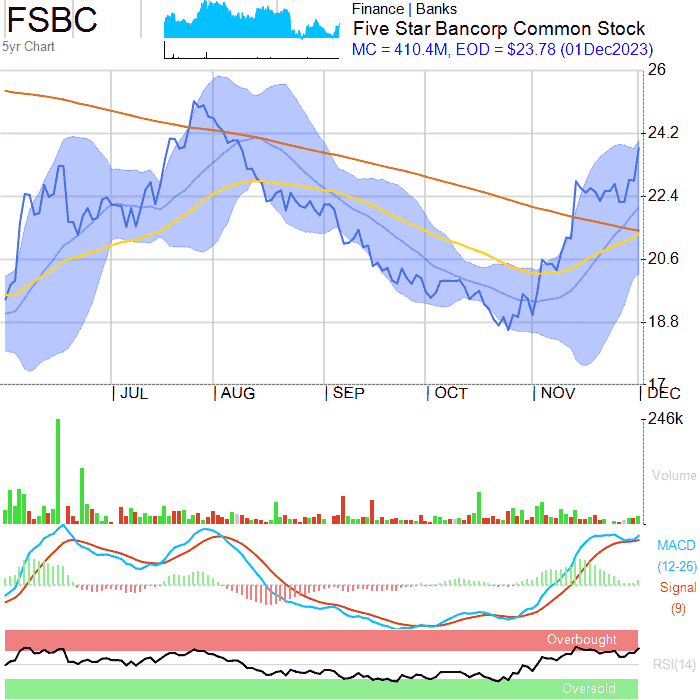 FSBC
5yr Chart
Finance | Banks
Five Star Bancorp Common Stock
MC = 410.4M, EOD = $23.78 (01Dec2023)
26
24.2
22.4
20.6
18.8
17
JUL
AUG
SEP
OCT
NOV
DEC
246k
Volume
MACD
(12-26)
Signal
(9)
Overbought
RSI(14)
Oversold